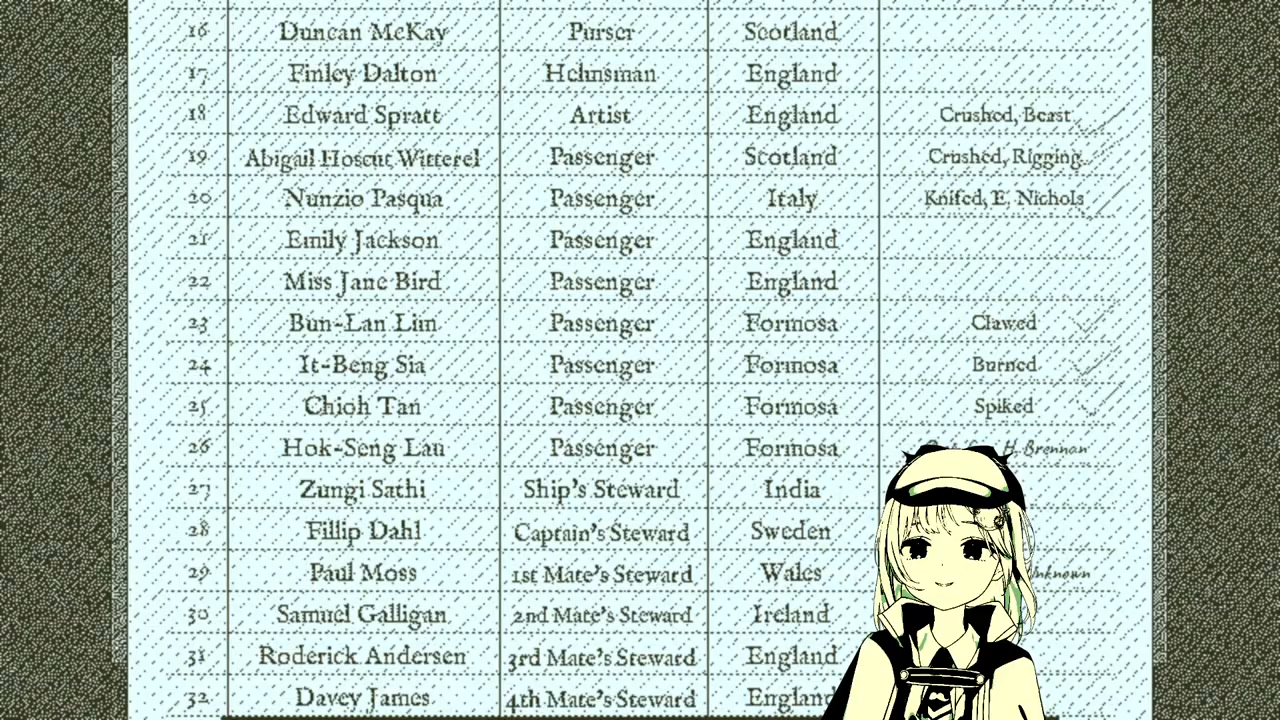 16 Duncan McKay Purser Scotland
17 Finley Dalton Helmsman England
18 Edward Spratt Artist England Crushed, Beast
19 Abigail Hoscut Witterel Passenger Scotland Crushed, Rigging
20 Nunzio Pasqua Passenger Italy Knifed, E. Nichols
21 Emily Jackson Passenger England
22 Miss Jane Bird Passenger England
23 Bun-Lan Lim Passenger Formosa Clawed
24 It-Beng Sia Passenger Formosa Burned
25 Chioh Tan Passenger Formosa Spiked
26 Hok-Seng Lau Passenger Formosa H. Brennan
27 Zungi Sathi Ship's Steward India
28 Fillip Dahl Captain's Steward Sweden
29 Paul Moss 1st Mate's Steward Wales
30 Samuel Galligan 2nd Mate's Steward Ireland
31 Roderick Andersen 3rd Mate's Steward England
32 Davey James 4th Mate's Steward England